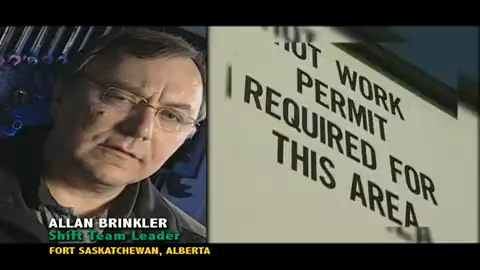 ALLAN BRINKLER
Shift Team Leader
FORT SASKATCHEWAN, ALBERTA
HOT WORK
PERMIT
REQUIRED FOR
THIS AREA